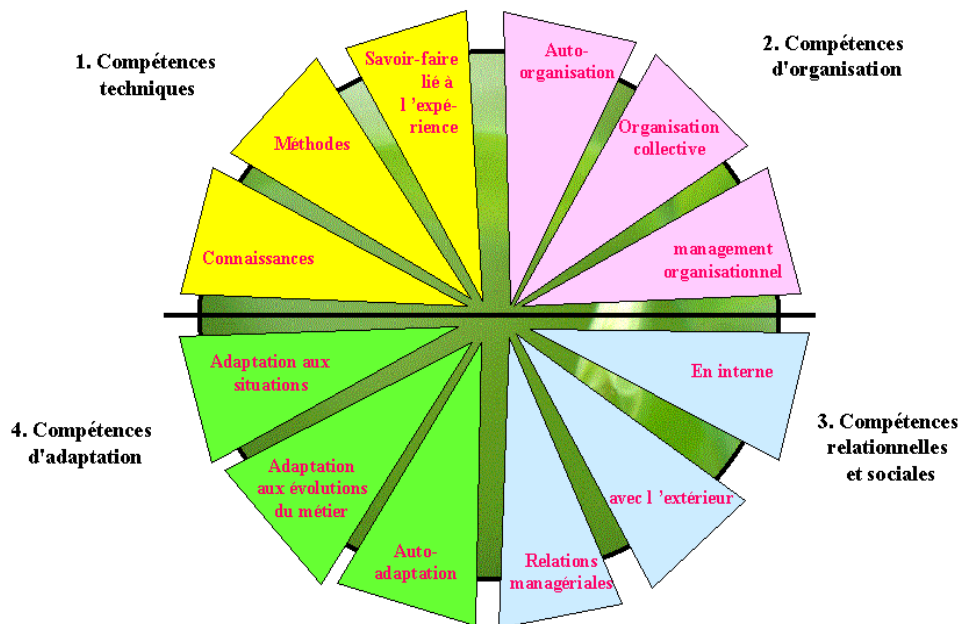 1. Compétences
techniques
Savoir-faire
lié à
l ’expé-
rience
Méthodes
Connaissances
2. Compétences
d'organisation
Auto-
organisation
Organisation
collective
management
organisationnel
3. Compétences
relationnelles
et sociales
En interne
avec l ’extérieur
Relations
managériales
4. Compétences
d'adaptation
Adaptation aux
situations
Adaptation
aux évolutions
du métier
Auto-
adaptation